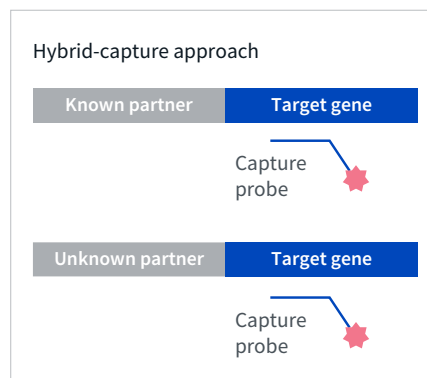 Hybrid-capture approach
Known partner Target gene
Capture
probe
Unknown partner Target gene
Capture
probe